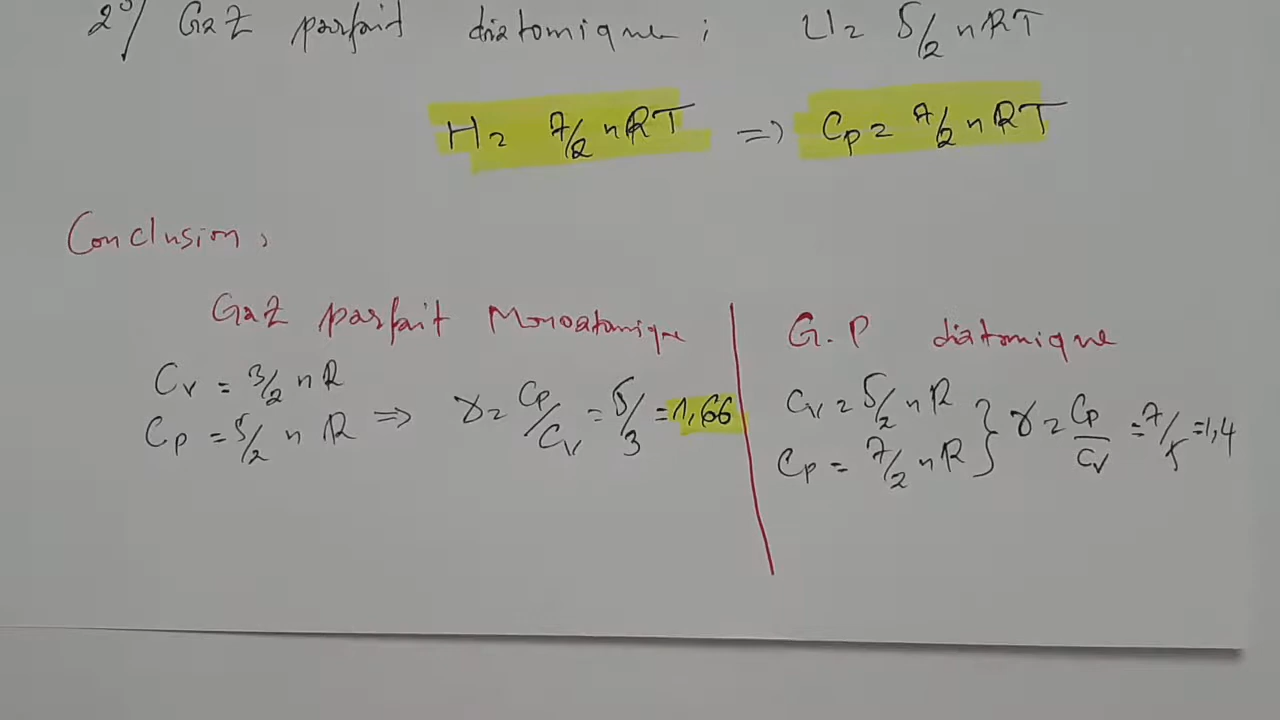 2°/ Gaz parfait diatomique : U = 5/2 nRT
H = 7/2 nRT => Cp = 7/2 nRT
Conclusion :
Gaz parfait Monoatomique
Cv = 3/2 nR
Cp = 5/2 nR => γ = Cp/Cv = 5/3 = 1,66
G.P diatomique
Cv = 5/2 nR
Cp = 7/2 nR } γ = Cp/Cv = 7/5 = 1,4